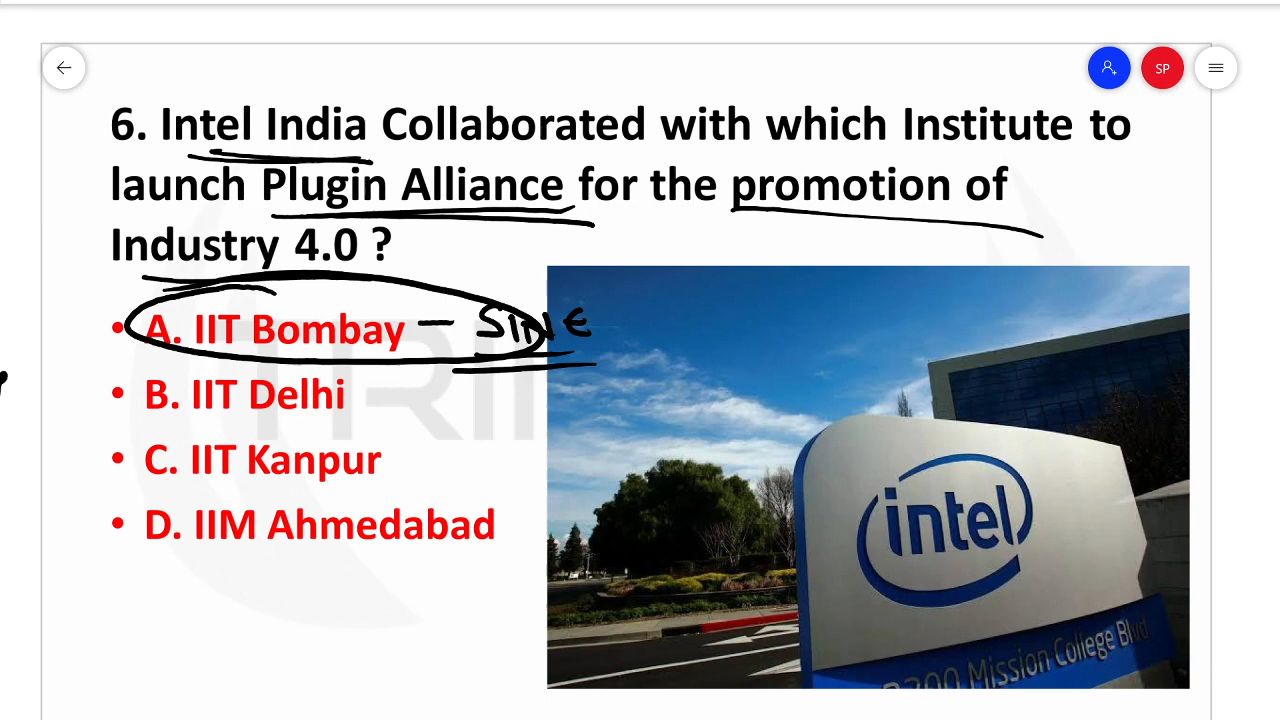 SP
6. Intel India Collaborated with which Institute to
launch Plugin Alliance for the promotion of
Industry 4.0 ?
• A. IIT Bombay - SINE
• B. IIT Delhi
• C. IIT Kanpur
• D. IIM Ahmedabad
intel
Mission College Blvd